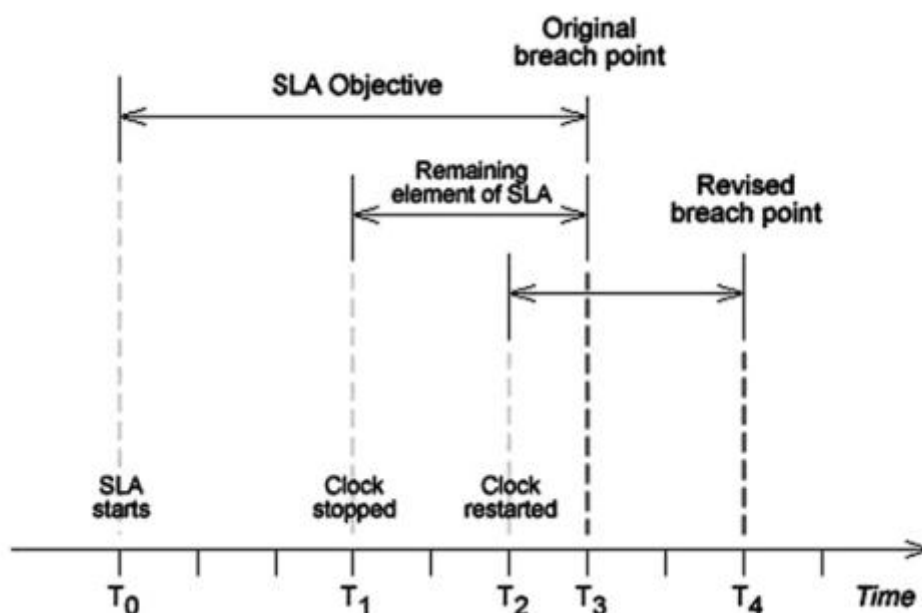 Original
breach point
SLA Objective
Remaining
element of SLA
Revised
breach point
SLA
starts
Clock
stopped
Clock
restarted
T0 T1 T2 T3 T4 Time